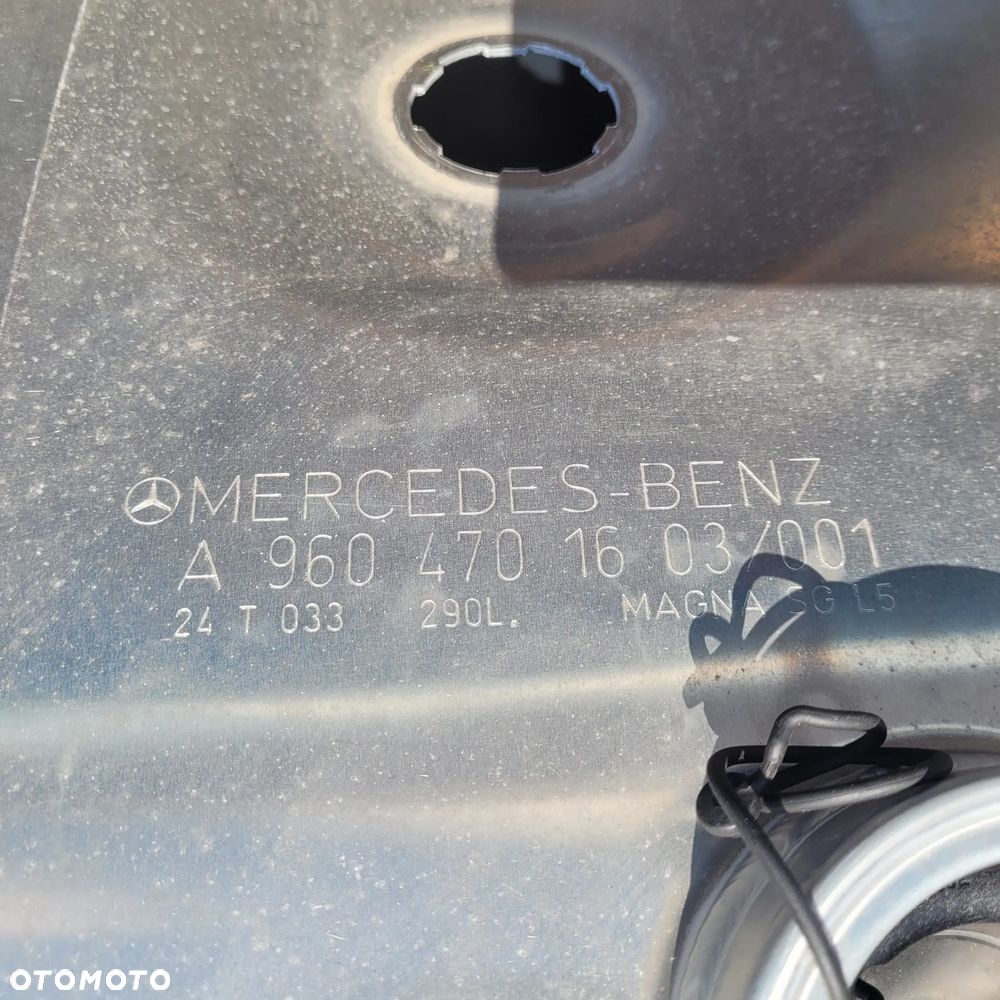 MERCEDES-BENZ
A 960 470 16 03/001
24 T 033 290L. MAGNA SG L5
OTOMOTO